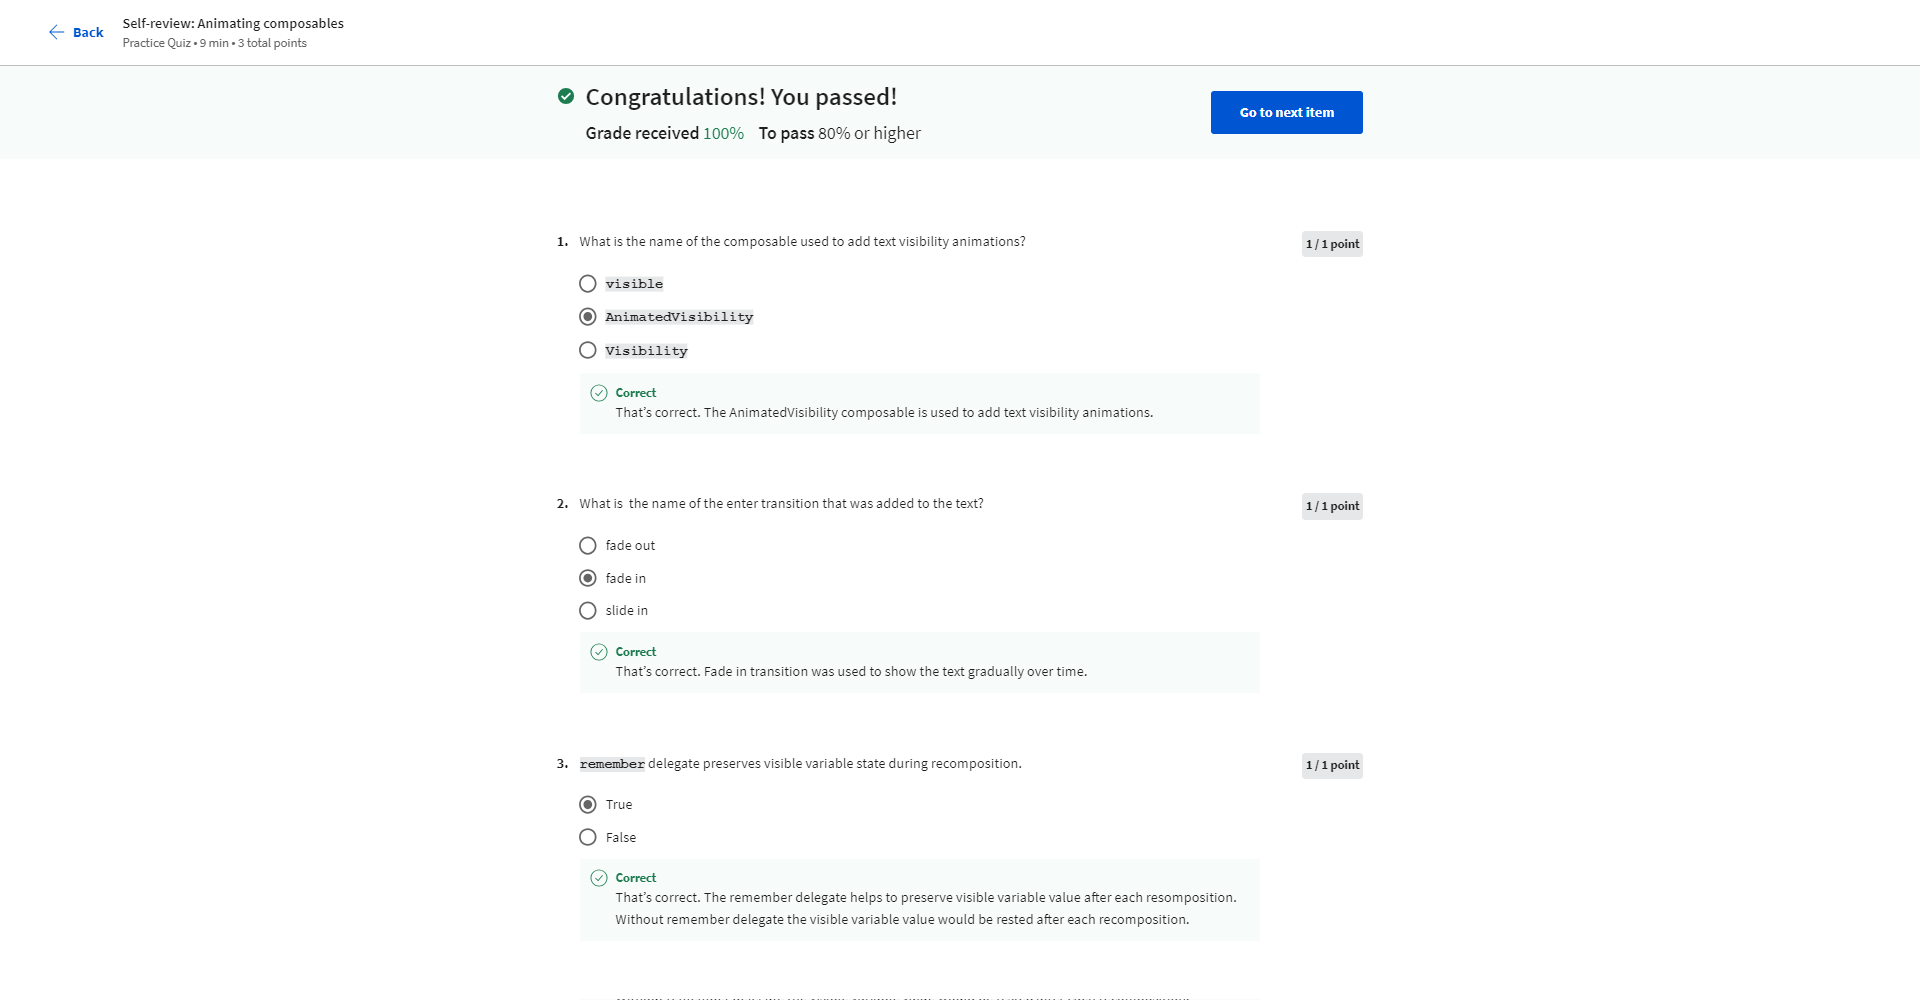 Back
Self-review: Animating composables
Practice Quiz • 9 min • 3 total points
Congratulations! You passed!
Grade received 100% To pass 80% or higher
Go to next item
1. What is the name of the composable used to add text visibility animations?
1 / 1 point
visible
AnimatedVisibility
Visibility
Correct
That's correct. The AnimatedVisibility composable is used to add text visibility animations.
2. What is the name of the enter transition that was added to the text?
1 / 1 point
fade out
fade in
slide in
Correct
That's correct. Fade in transition was used to show the text gradually over time.
3. remember delegate preserves visible variable state during recomposition.
1 / 1 point
True
False
Correct
That's correct. The remember delegate helps to preserve visible variable value after each resomposition.
Without remember delegate the visible variable value would be rested after each recomposition.